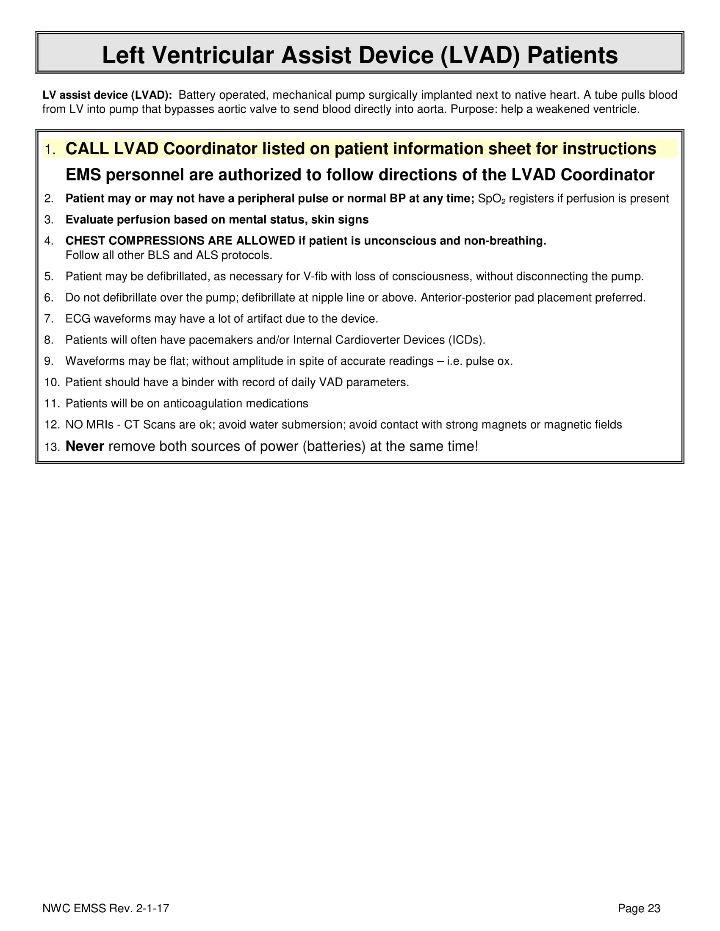 Left Ventricular Assist Device (LVAD) Patients
LV assist device (LVAD): Battery operated, mechanical pump surgically implanted next to native heart. A tube pulls blood
from LV into pump that bypasses aortic valve to send blood directly into aorta. Purpose: help a weakened ventricle.
1. CALL LVAD Coordinator listed on patient information sheet for instructions
EMS personnel are authorized to follow directions of the LVAD Coordinator
2. Patient may or may not have a peripheral pulse or normal BP at any time; SpO₂ registers if perfusion is present
3. Evaluate perfusion based on mental status, skin signs
4. CHEST COMPRESSIONS ARE ALLOWED if patient is unconscious and non-breathing.
Follow all other BLS and ALS protocols.
5. Patient may be defibrillated, as necessary for V-fib with loss of consciousness, without disconnecting the pump.
6. Do not defibrillate over the pump; defibrillate at nipple line or above. Anterior-posterior pad placement preferred.
7. ECG waveforms may have a lot of artifact due to the device.
8. Patients will often have pacemakers and/or Internal Cardioverter Devices (ICDs).
9. Waveforms may be flat; without amplitude in spite of accurate readings – i.e. pulse ox.
10. Patient should have a binder with record of daily VAD parameters.
11. Patients will be on anticoagulation medications
12. NO MRIs - CT Scans are ok; avoid water submersion; avoid contact with strong magnets or magnetic fields
13. Never remove both sources of power (batteries) at the same time!
NWC EMSS Rev. 2-1-17 Page 23